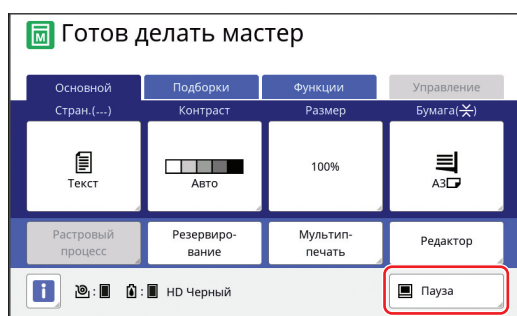 Готов делать мастер
Основной Подборки Функции Управление
Стран.(---) Контраст Размер Бумага( )
Текст Авто 100% A3
Растровый процесс Резервиро-вание Мультип-печать Редактор
HD Черный Пауза